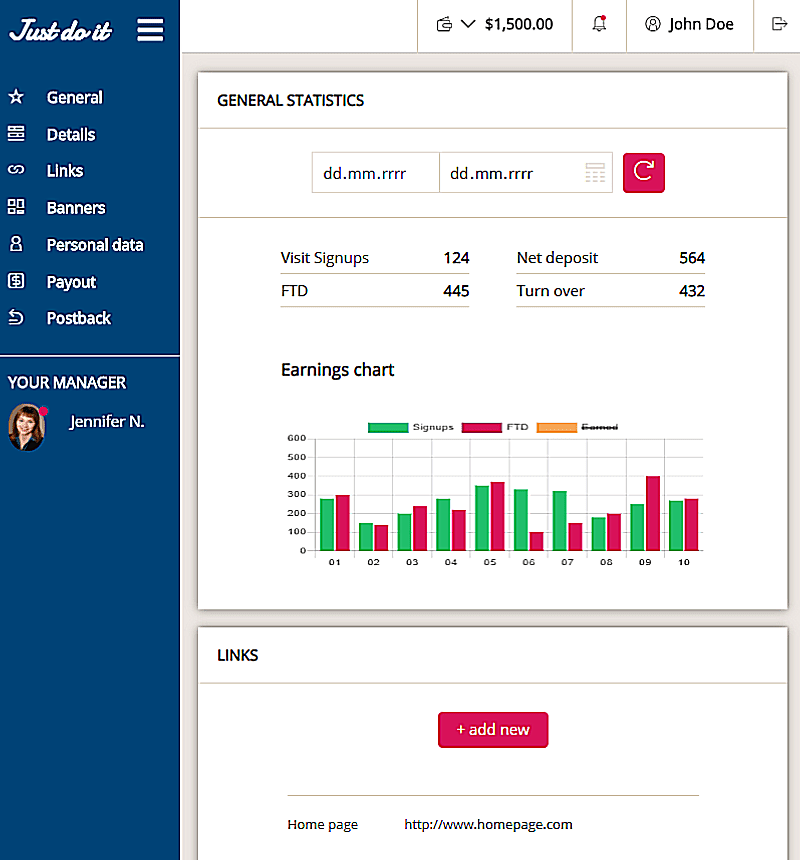 Just do it
$1,500.00
John Doe
General
Details
Links
Banners
Personal data
Payout
Postback
YOUR MANAGER
Jennifer N.
GENERAL STATISTICS
dd.mm.rrrr dd.mm.rrrr
Visit Signups 124 Net deposit 564
FTD 445 Turn over 432
Earnings chart
Signups FTD Earned
600
500
400
300
200
100
0
01 02 03 04 05 06 07 08 09 10
LINKS
+ add new
Home page http://www.homepage.com